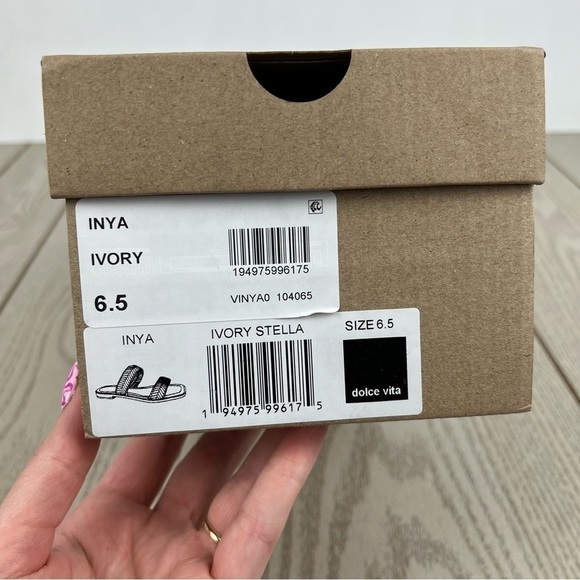 INYA
IVORY
194975996175
6.5
VINYA0 104065
INYA
IVORY STELLA
SIZE 6.5
1 94975 99617 5
dolce vita